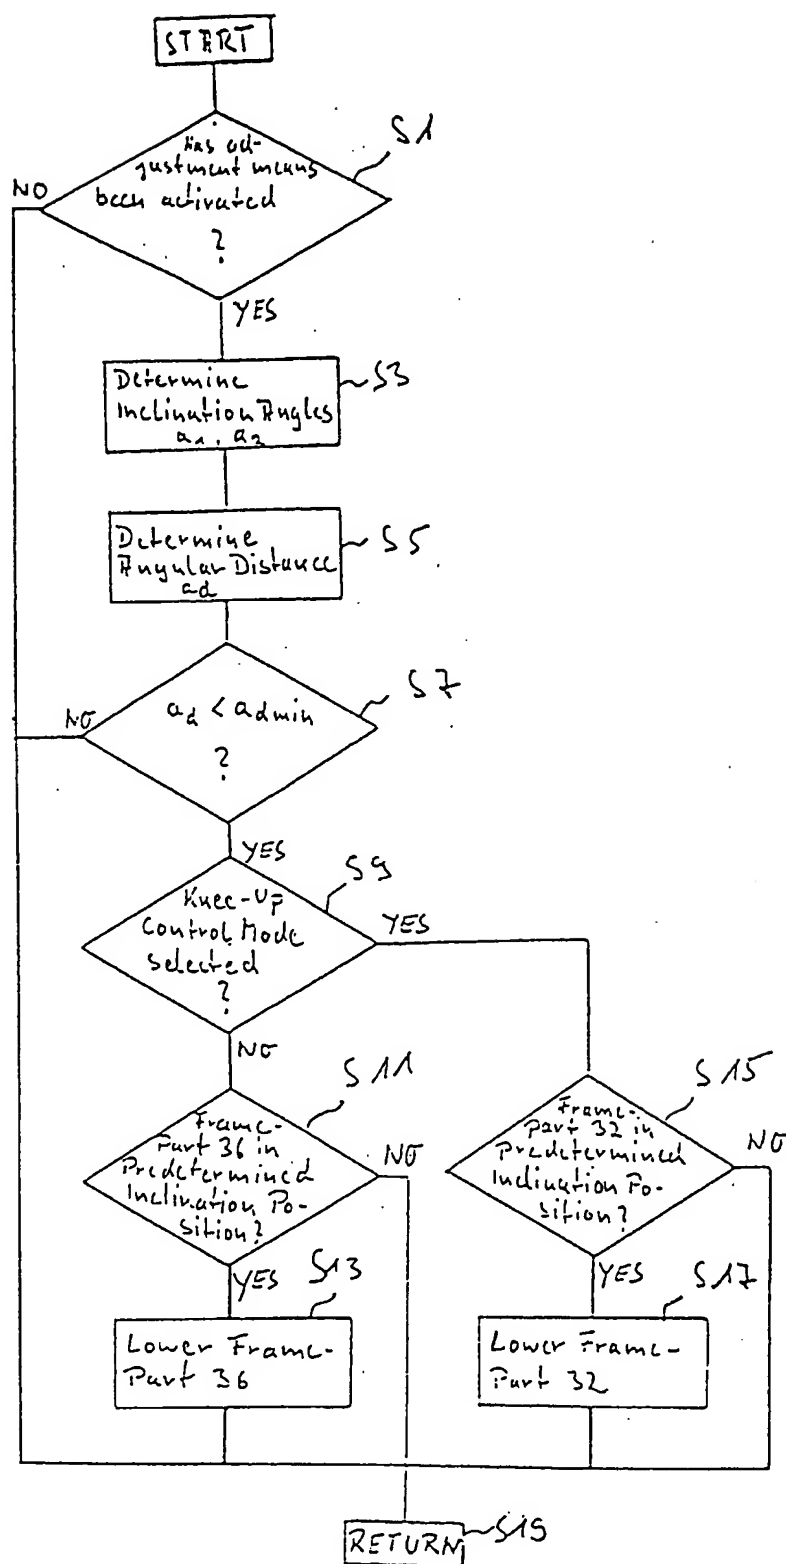 START
Has ad-
justment means
been activated
?
S1
NO
YES
Determine
Inclination Angles
a1, a2
S3
Determine
Angular Distance
ad
S5
ad < admin
?
S7
NO
YES
Knee-Up
Control Mode
selected
?
S9
YES
NO
Frame-
Part 36 in
Predetermined
Inclination Po-
sition?
S11
NO
YES
Frame-
Part 32 in
Predetermined
Inclination Po-
sition?
S15
NO
YES
Lower Frame-
Part 36
S13
Lower Frame-
Part 32
S17
RETURN
S19